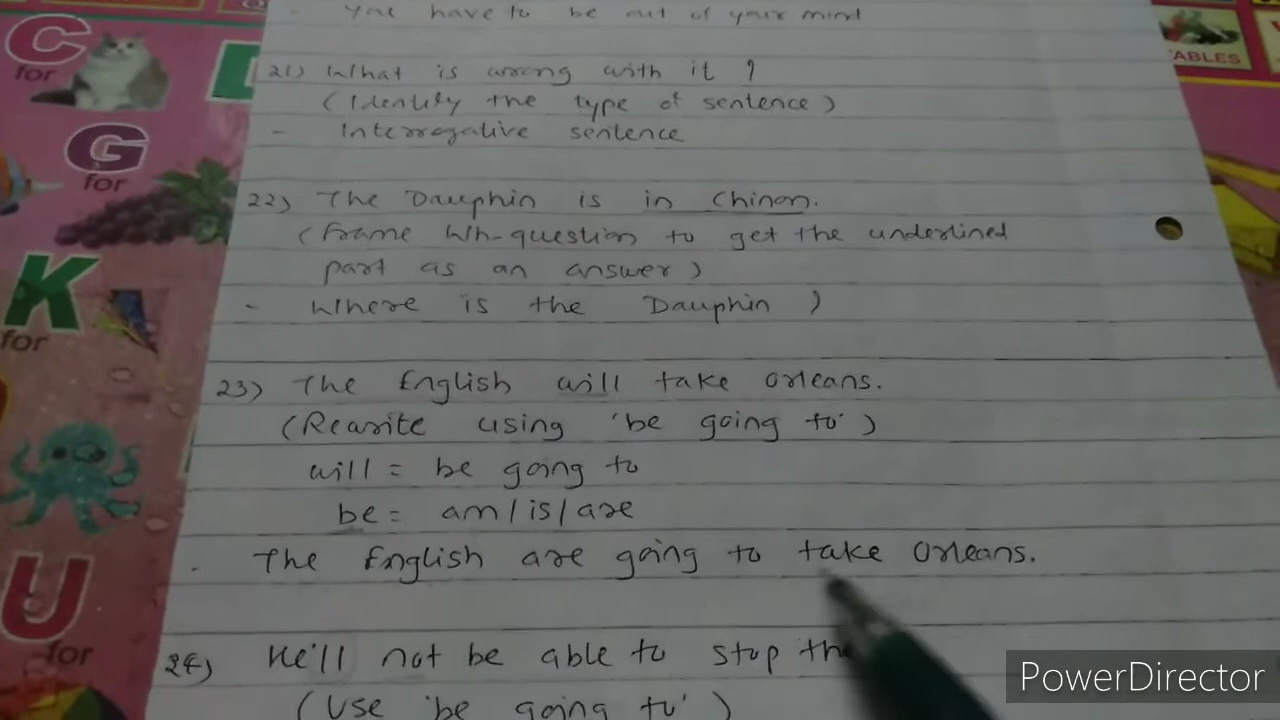 you have to be out of your mind
C
for
21) What is wrong with it ?
(Identify the type of sentence)
- Interrogative sentence
ABLES
G
for
22) The Dauphin is in Chinon.
(Frame Wh-question to get the underlined
part as an answer)
- Where is the Dauphin ?
K
for
23) The English will take Orleans.
(Rewrite using 'be going to')
will = be going to
be = am/is/are
- The English are going to take Orleans.
U
for
24) He'll not be able to stop
(Use 'be going to')
PowerDirector